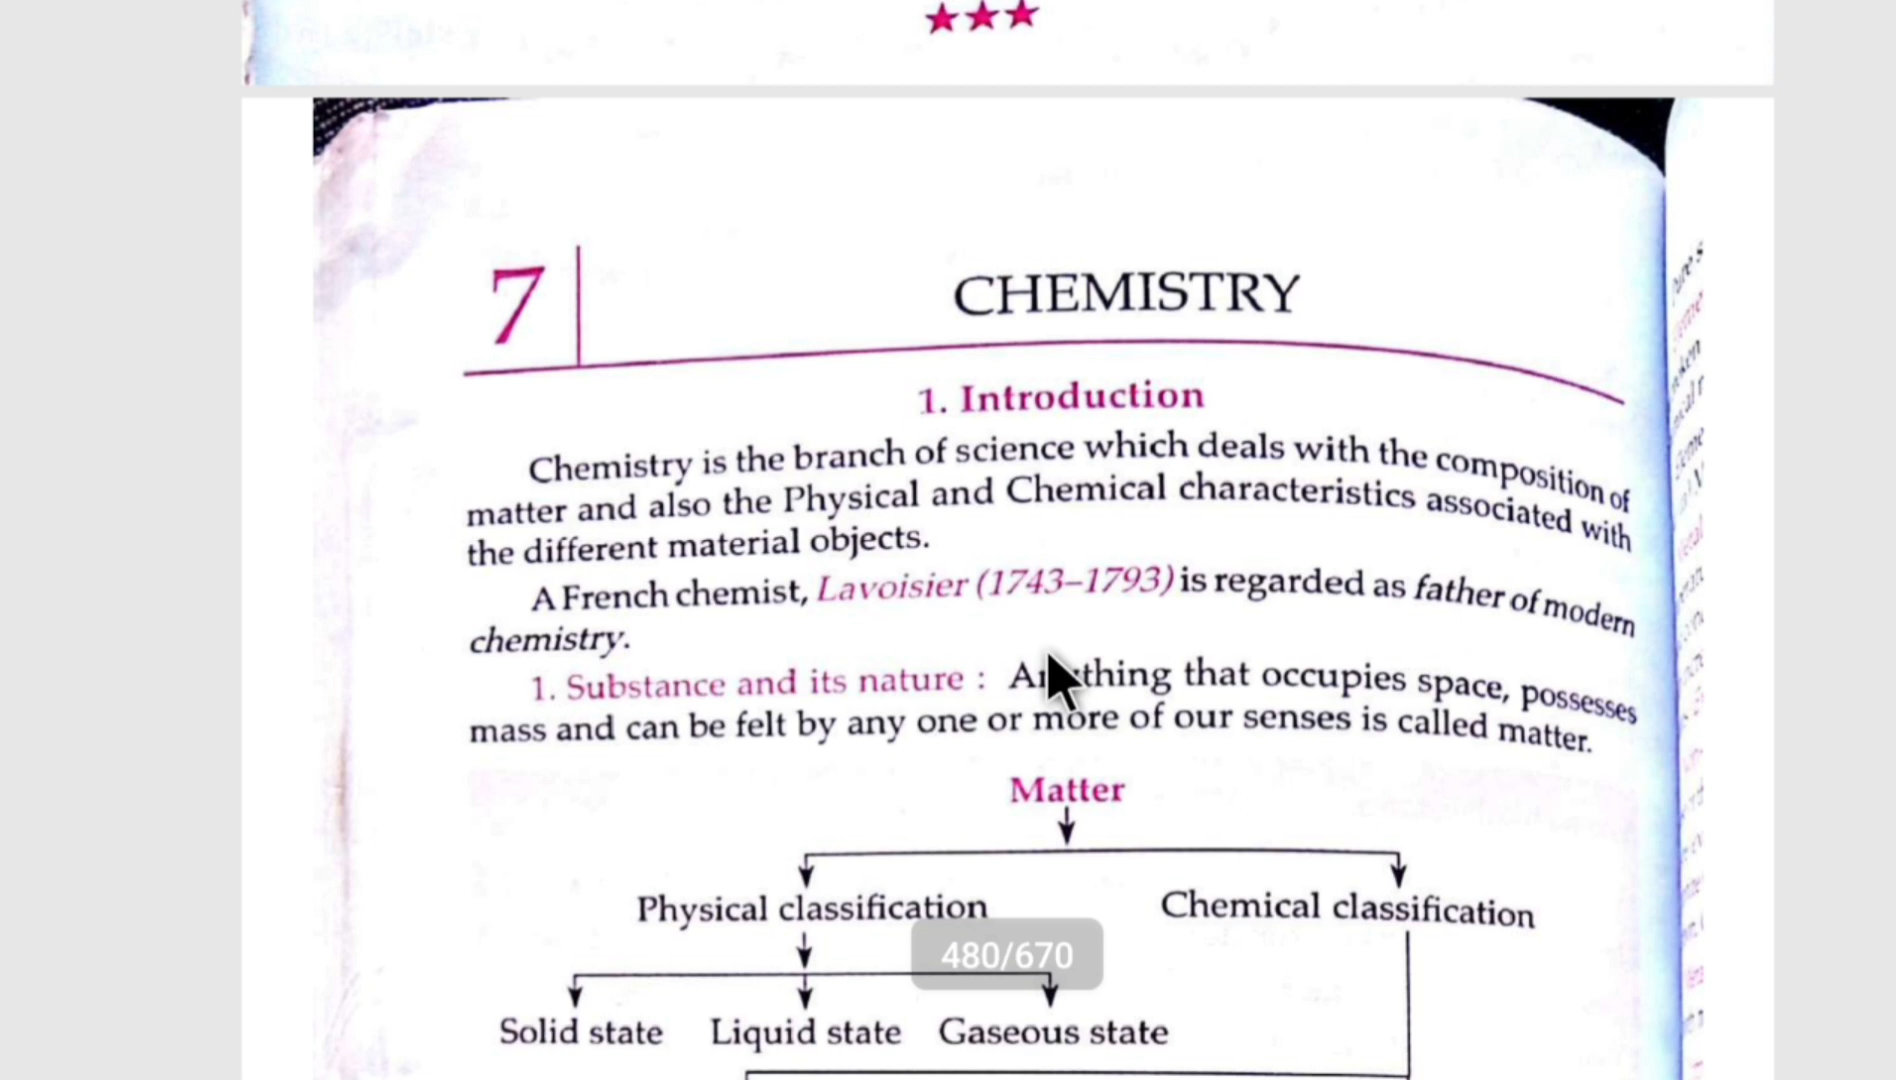 ★★★
7
CHEMISTRY
1. Introduction
Chemistry is the branch of science which deals with the composition of
matter and also the Physical and Chemical characteristics associated with
the different material objects.
A French chemist, Lavoisier (1743–1793) is regarded as father of modern
chemistry.
1. Substance and its nature : Anything that occupies space, possesses
mass and can be felt by any one or more of our senses is called matter.
Matter
Physical classification Chemical classification
480/670
Solid state Liquid state Gaseous state